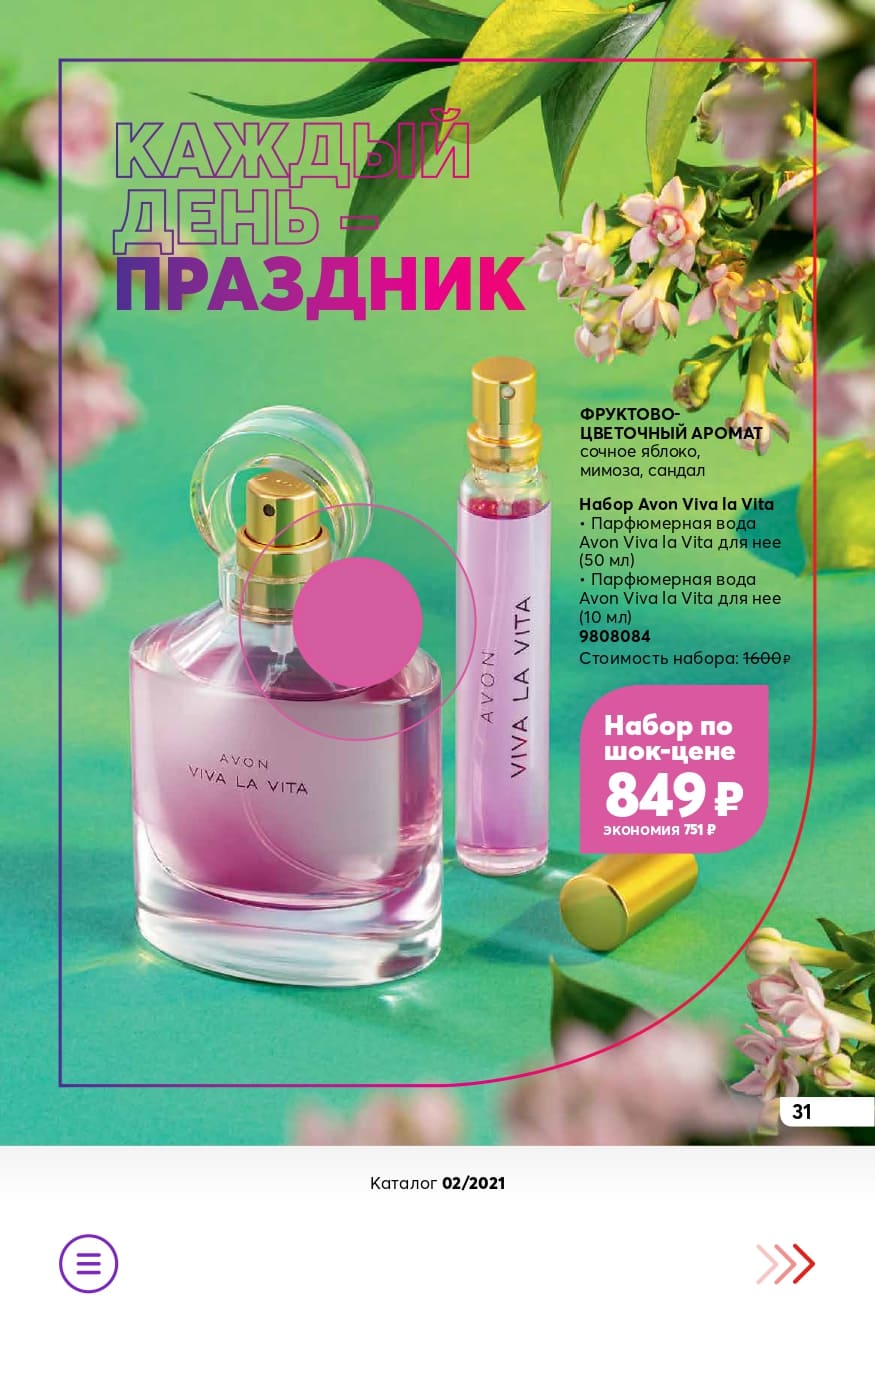 КАЖДЫЙ
ДЕНЬ –
ПРАЗДНИК
ФРУКТОВО-
ЦВЕТОЧНЫЙ АРОМАТ
сочное яблоко,
мимоза, сандал
Набор Avon Viva la Vita
• Парфюмерная вода
Avon Viva la Vita для нее
(50 мл)
• Парфюмерная вода
Avon Viva la Vita для нее
(10 мл)
9808084
Стоимость набора: 1600 ₽
Набор по
шок-цене
849 ₽
экономия 751 ₽
AVON
VIVA LA VITA
AVON
VIVA LA VITA
31
Каталог 02/2021